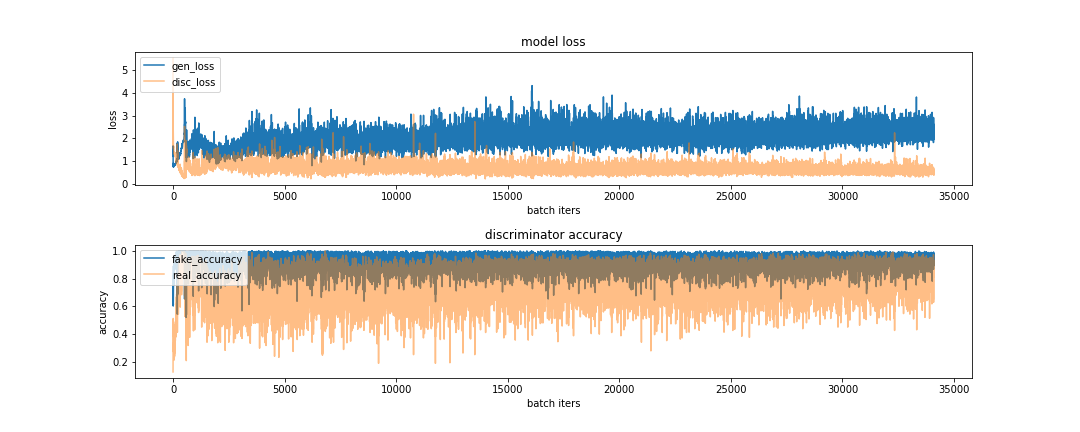 model loss
gen_loss
disc_loss
5
4
3
2
1
0
loss
0 5000 10000 15000 20000 25000 30000 35000
batch iters
discriminator accuracy
fake_accuracy
real_accuracy
1.0
0.8
0.6
0.4
0.2
accuracy
0 5000 10000 15000 20000 25000 30000 35000
batch iters